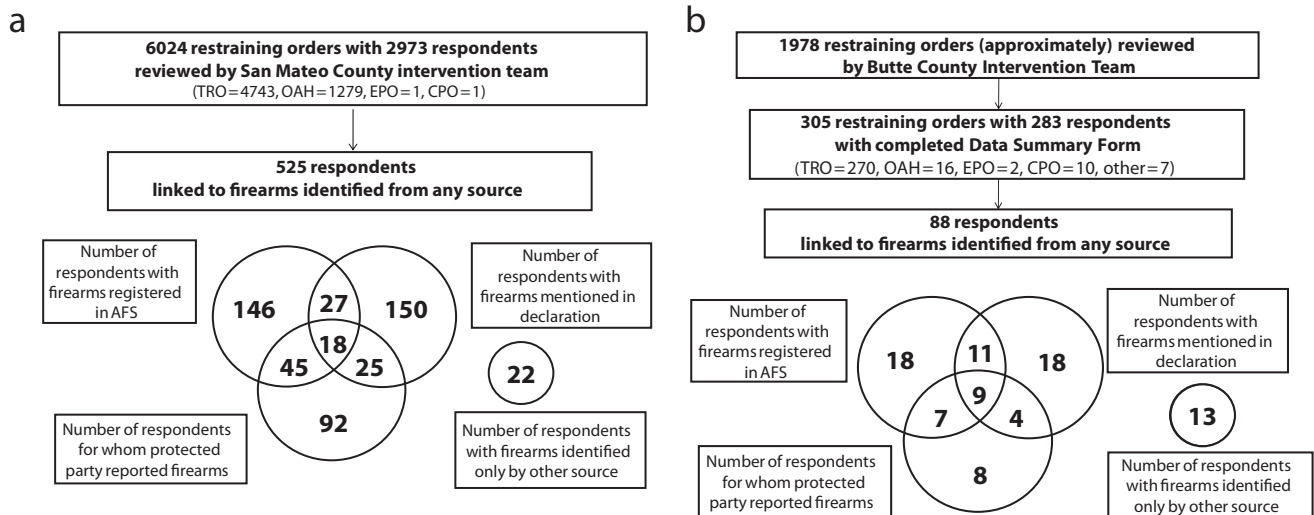 a
6024 restraining orders with 2973 respondents
reviewed by San Mateo County intervention team
(TRO=4743, OAH=1279, EPO=1, CPO=1)
525 respondents
linked to firearms identified from any source
Number of
respondents with
firearms registered
in AFS
146
27
150
18
45
25
92
Number of
respondents with
firearms mentioned in
declaration
22
Number of respondents
for whom protected
party reported firearms
Number of respondents
with firearms identified
only by other source
b
1978 restraining orders (approximately) reviewed
by Butte County Intervention Team
305 restraining orders with 283 respondents
with completed Data Summary Form
(TRO=270, OAH=16, EPO=2, CPO=10, other=7)
88 respondents
linked to firearms identified from any source
Number of
respondents with
firearms registered
in AFS
18
11
18
9
7
4
8
Number of
respondents with
firearms mentioned in
declaration
13
Number of respondents
for whom protected
party reported firearms
Number of respondents
with firearms identified
only by other source